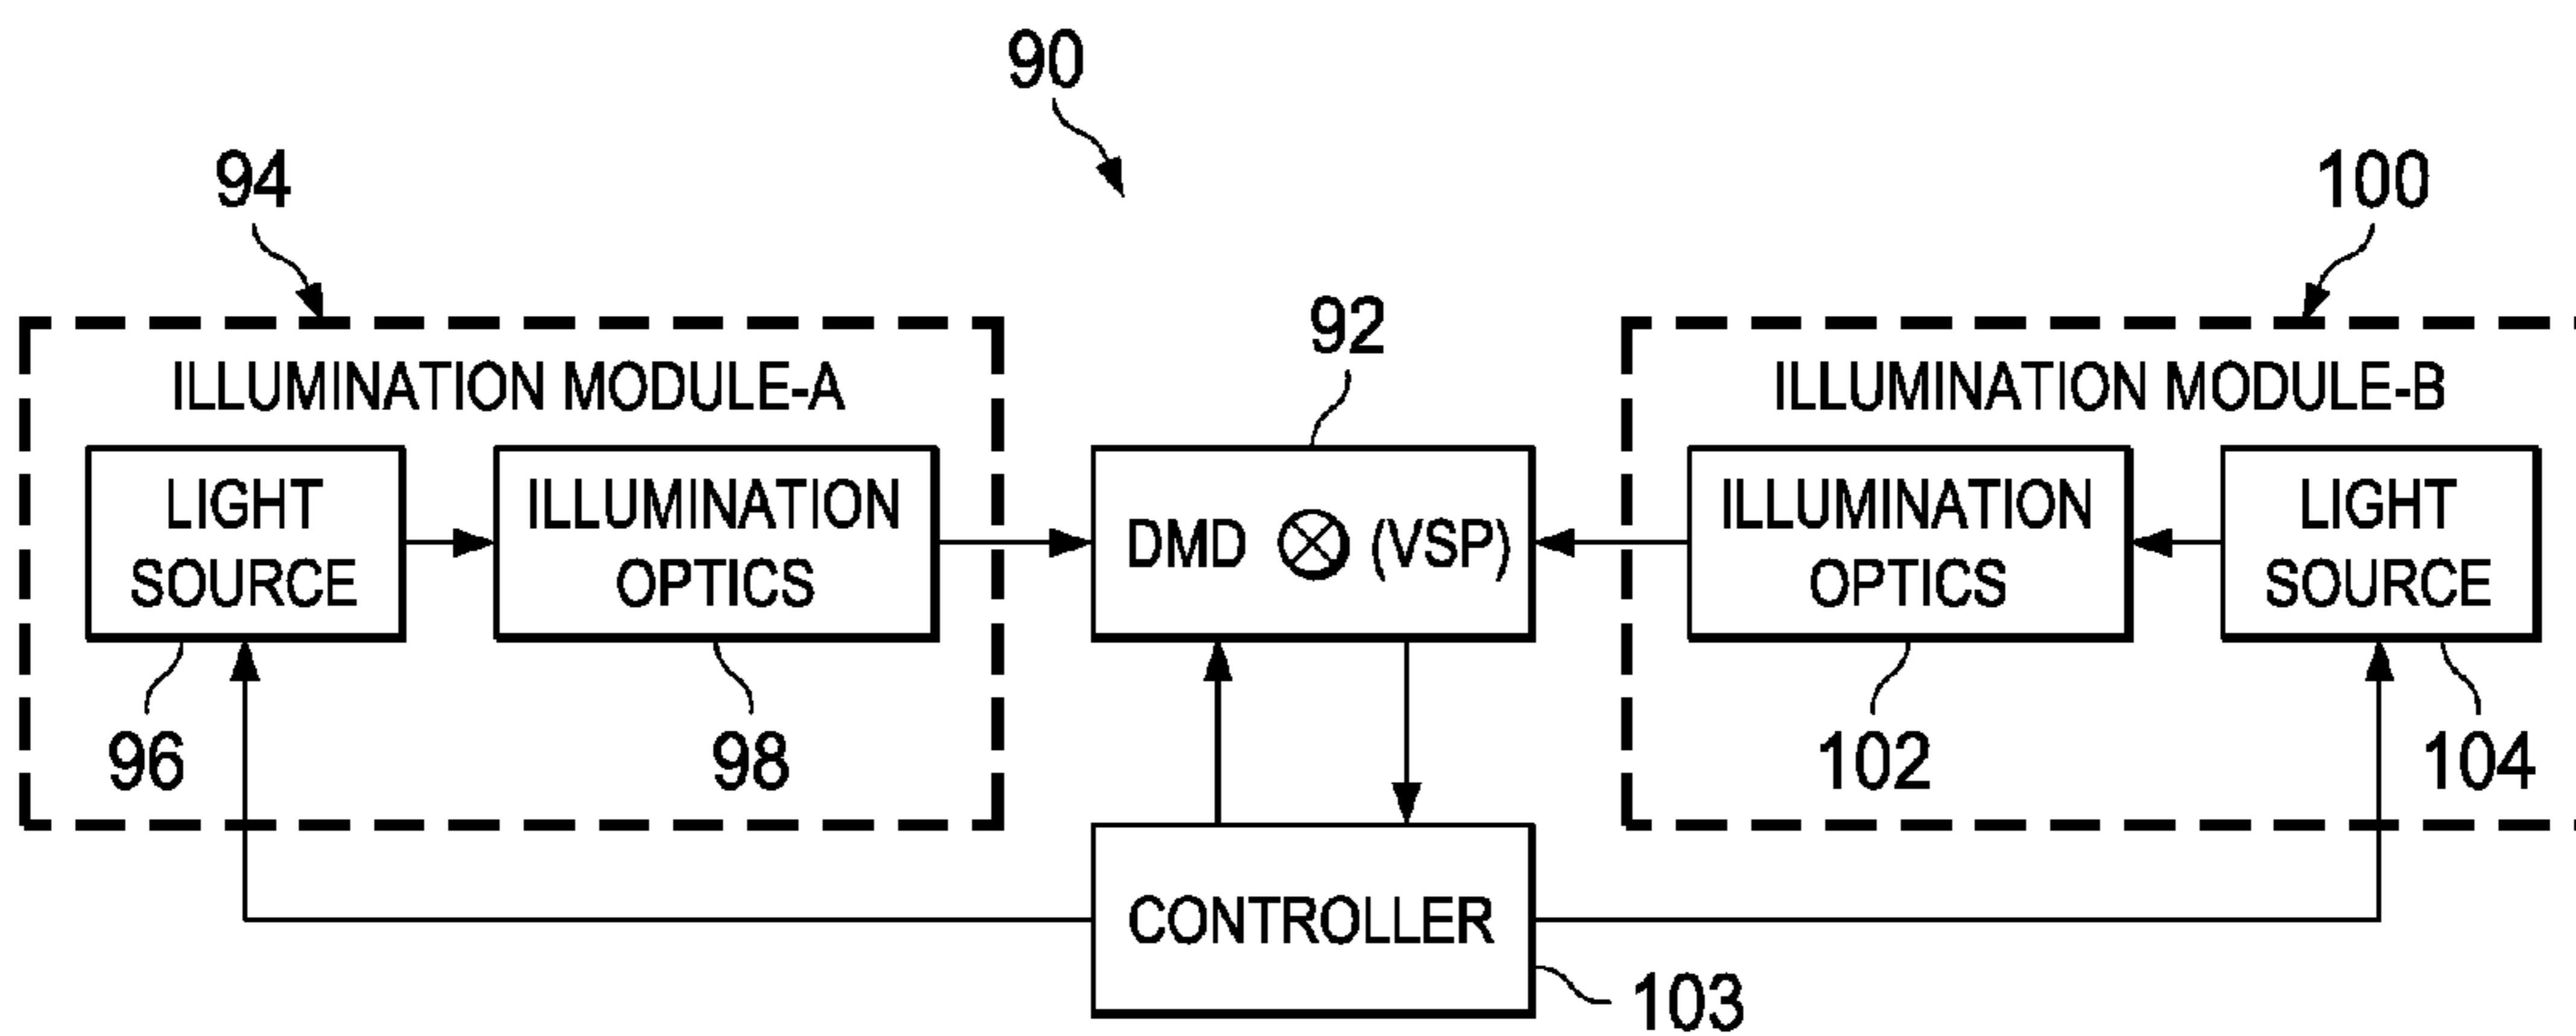 90
94
100
92
ILLUMINATION MODULE-A
ILLUMINATION MODULE-B
LIGHT
SOURCE
ILLUMINATION
OPTICS
DMD ⊗ (VSP)
ILLUMINATION
OPTICS
LIGHT
SOURCE
96
98
102
104
CONTROLLER
103